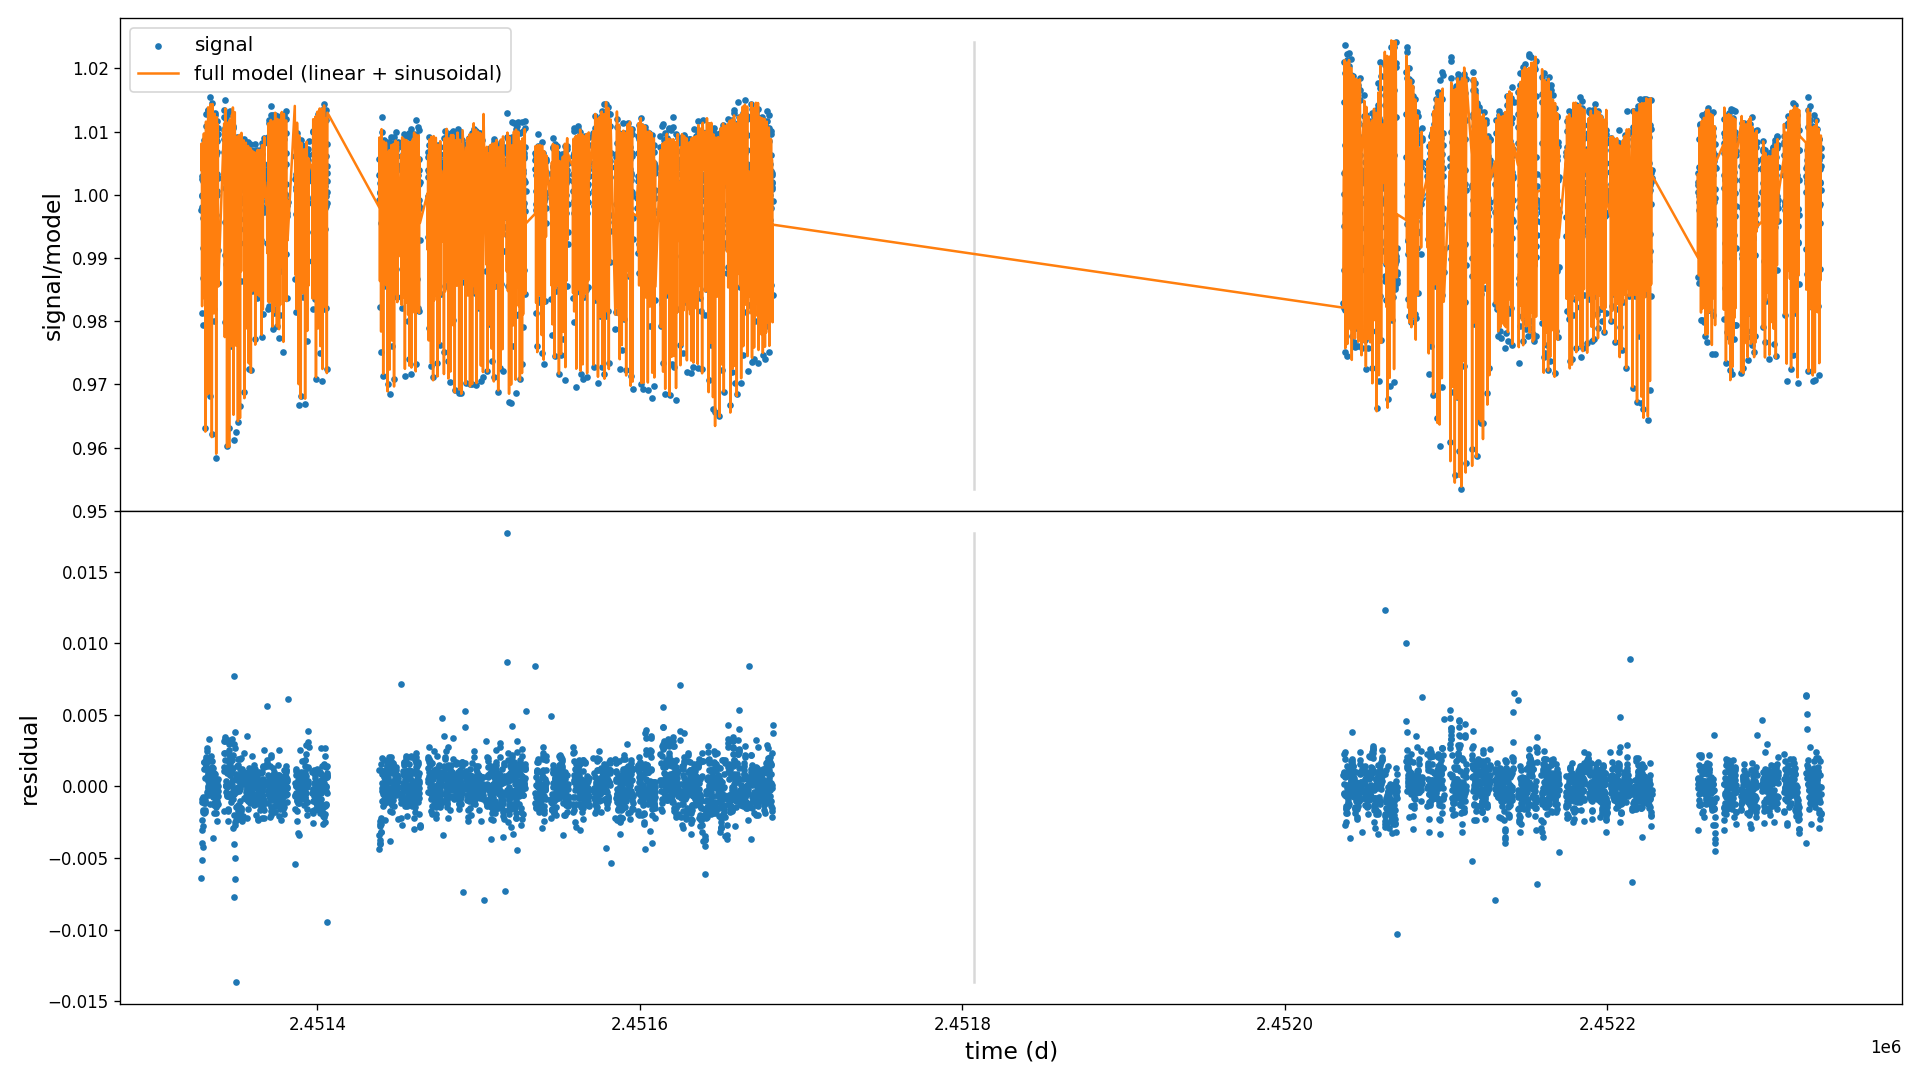 signal
full model (linear + sinusoidal)
signal/model
1.02
1.01
1.00
0.99
0.98
0.97
0.96
0.95
residual
0.015
0.010
0.005
0.000
−0.005
−0.010
−0.015
2.4514 2.4516 2.4518 2.4520 2.4522
1e6
time (d)